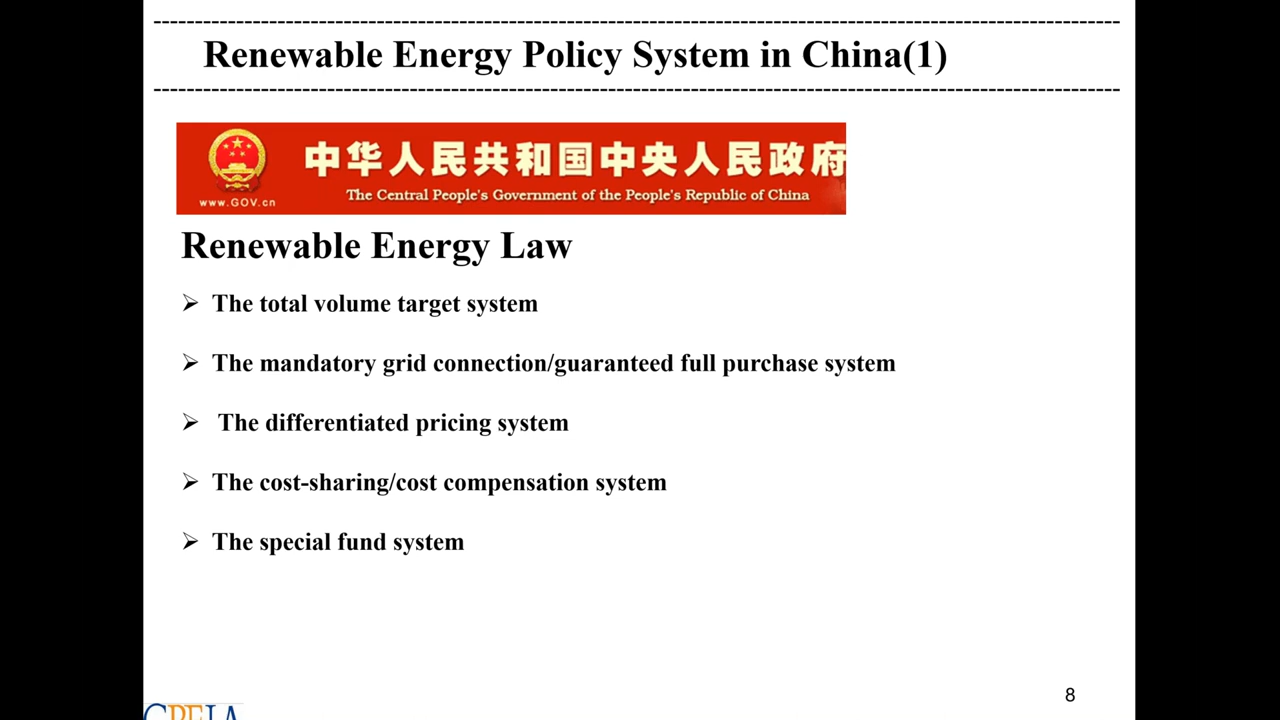 Renewable Energy Policy System in China(1)
中华人民共和国中央人民政府
www.GOV.cn
The Central People's Government of the People's Republic of China
Renewable Energy Law
➢ The total volume target system
➢ The mandatory grid connection/guaranteed full purchase system
➢ The differentiated pricing system
➢ The cost-sharing/cost compensation system
➢ The special fund system
8